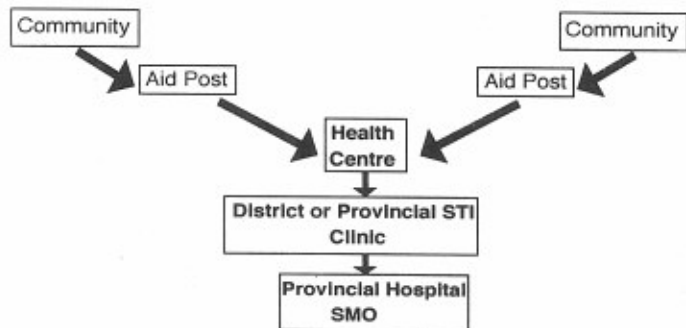 Community
Community
Aid Post
Aid Post
Health
Centre
District or Provincial STI
Clinic
Provincial Hospital
SMO